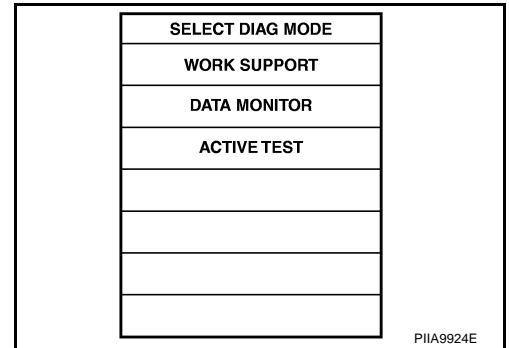 SELECT DIAG MODE
WORK SUPPORT
DATA MONITOR
ACTIVE TEST
PIIA9924E